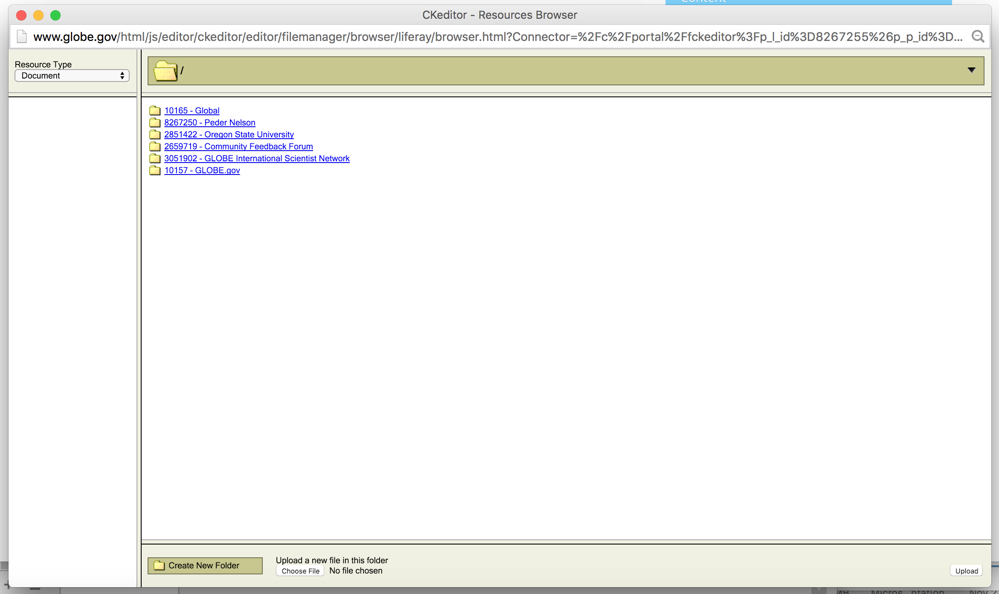 CKeditor - Resources Browser
www.globe.gov/html/js/editor/ckeditor/editor/filemanager/browser/liferay/browser.html?Connector=%2Fc%2Fportal%2Ffckeditor%3Fp_l_id%3D8267255%26p_p_id%3D...
Resource Type
Document
/
10165 - Global
8267250 - Peder Nelson
2851422 - Oregon State University
2659719 - Community Feedback Forum
3051902 - GLOBE International Scientist Network
10157 - GLOBE.gov
Create New Folder
Upload a new file in this folder
Choose File No file chosen
Upload